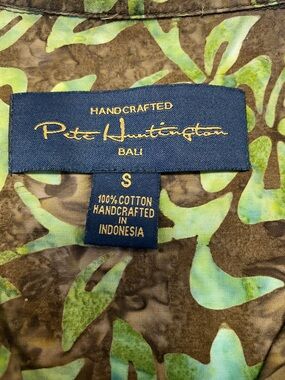 HANDCRAFTED
Pete Huntington
BALI
S
100% COTTON
HANDCRAFTED
IN
INDONESIA